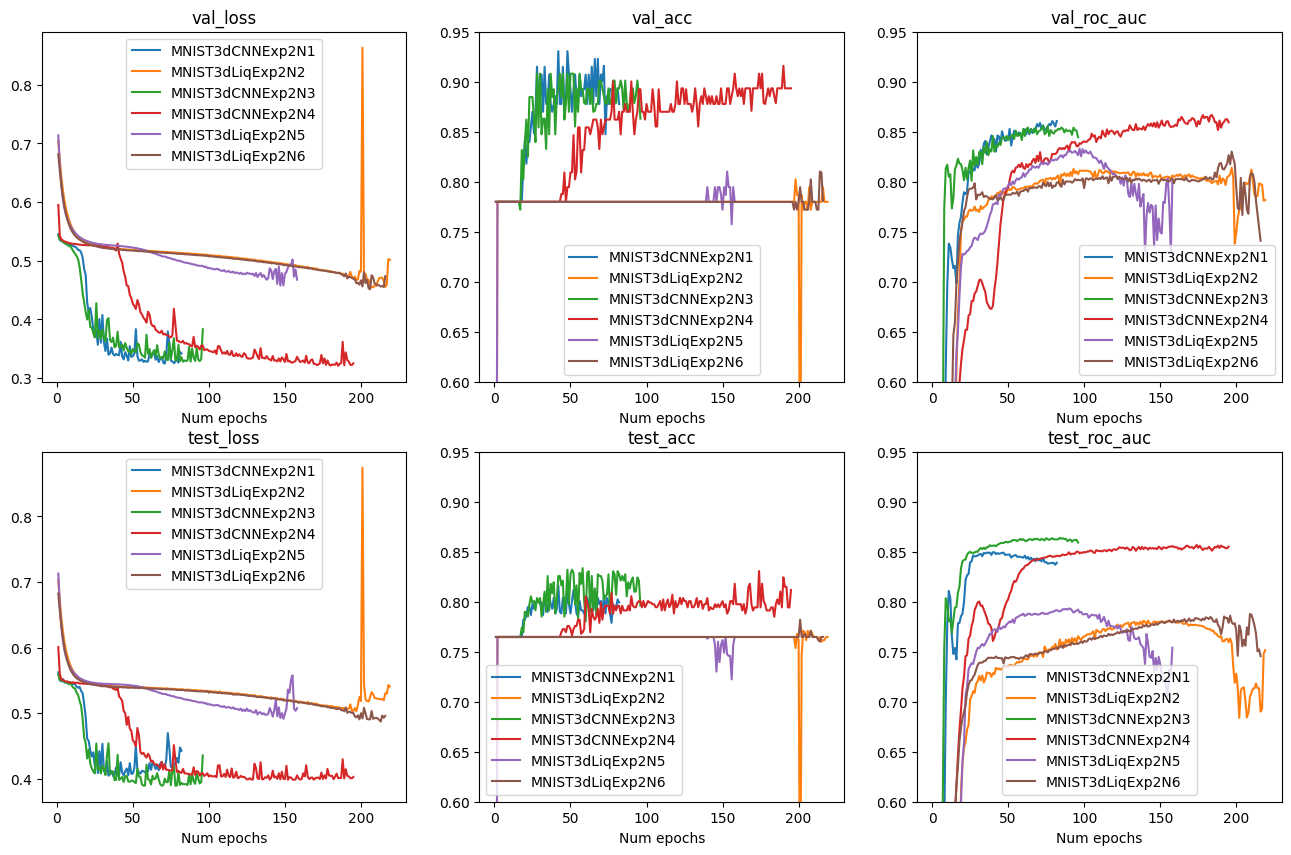 val_loss
MNIST3dCNNExp2N1
MNIST3dLiqExp2N2
MNIST3dCNNExp2N3
MNIST3dCNNExp2N4
MNIST3dLiqExp2N5
MNIST3dLiqExp2N6
0.8
0.7
0.6
0.5
0.4
0.3
0 50 100 150 200
Num epochs
val_acc
0.95
0.90
0.85
0.80
0.75
0.70
0.65
0.60
MNIST3dCNNExp2N1
MNIST3dLiqExp2N2
MNIST3dCNNExp2N3
MNIST3dCNNExp2N4
MNIST3dLiqExp2N5
MNIST3dLiqExp2N6
0 50 100 150 200
Num epochs
val_roc_auc
0.95
0.90
0.85
0.80
0.75
0.70
0.65
0.60
MNIST3dCNNExp2N1
MNIST3dLiqExp2N2
MNIST3dCNNExp2N3
MNIST3dCNNExp2N4
MNIST3dLiqExp2N5
MNIST3dLiqExp2N6
0 50 100 150 200
Num epochs
test_loss
MNIST3dCNNExp2N1
MNIST3dLiqExp2N2
MNIST3dCNNExp2N3
MNIST3dCNNExp2N4
MNIST3dLiqExp2N5
MNIST3dLiqExp2N6
0.8
0.7
0.6
0.5
0.4
0 50 100 150 200
Num epochs
test_acc
0.95
0.90
0.85
0.80
0.75
0.70
0.65
0.60
MNIST3dCNNExp2N1
MNIST3dLiqExp2N2
MNIST3dCNNExp2N3
MNIST3dCNNExp2N4
MNIST3dLiqExp2N5
MNIST3dLiqExp2N6
0 50 100 150 200
Num epochs
test_roc_auc
0.95
0.90
0.85
0.80
0.75
0.70
0.65
0.60
MNIST3dCNNExp2N1
MNIST3dLiqExp2N2
MNIST3dCNNExp2N3
MNIST3dCNNExp2N4
MNIST3dLiqExp2N5
MNIST3dLiqExp2N6
0 50 100 150 200
Num epochs